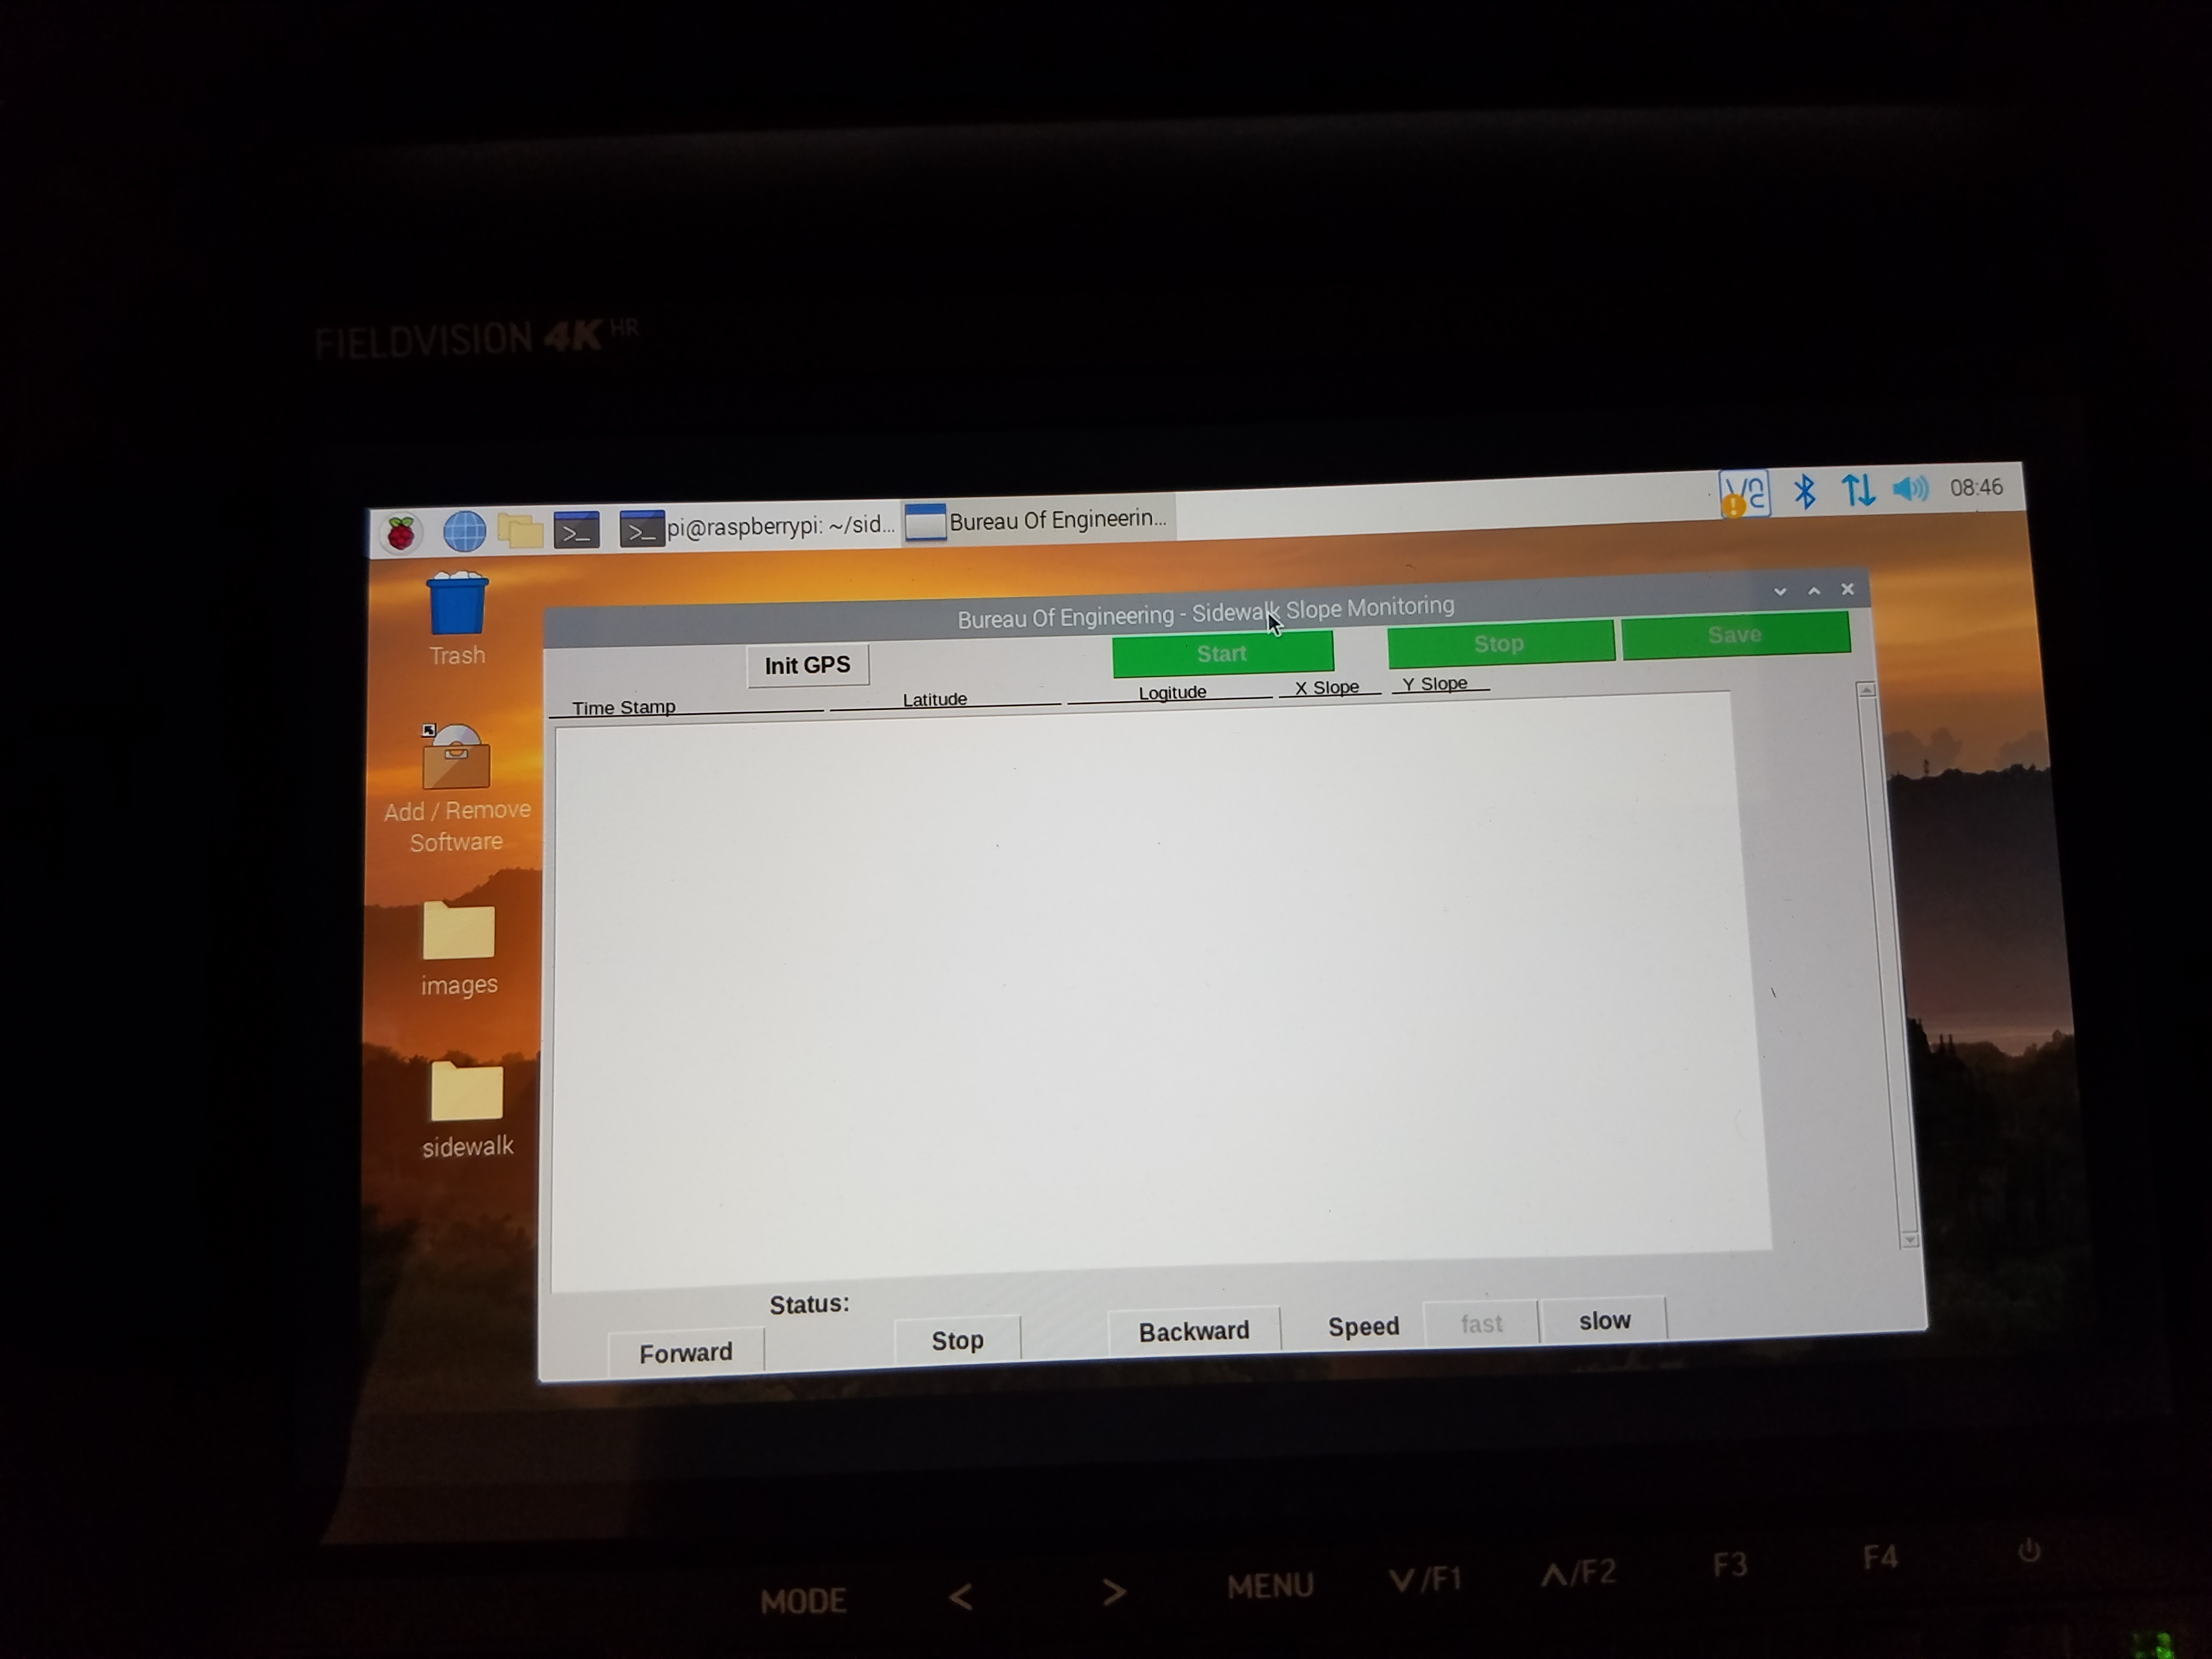 FIELDVISION 4K HR
pi@raspberrypi: ~/sid...
Bureau Of Engineerin...
08:46
Trash
Add / Remove
Software
images
sidewalk
Bureau Of Engineering - Sidewalk Slope Monitoring
Init GPS
Start
Stop
Save
Time Stamp
Latitude
Logitude
X Slope
Y Slope
Status:
Forward
Stop
Backward
Speed
fast
slow
MODE < > MENU V/F1 Λ/F2 F3 F4